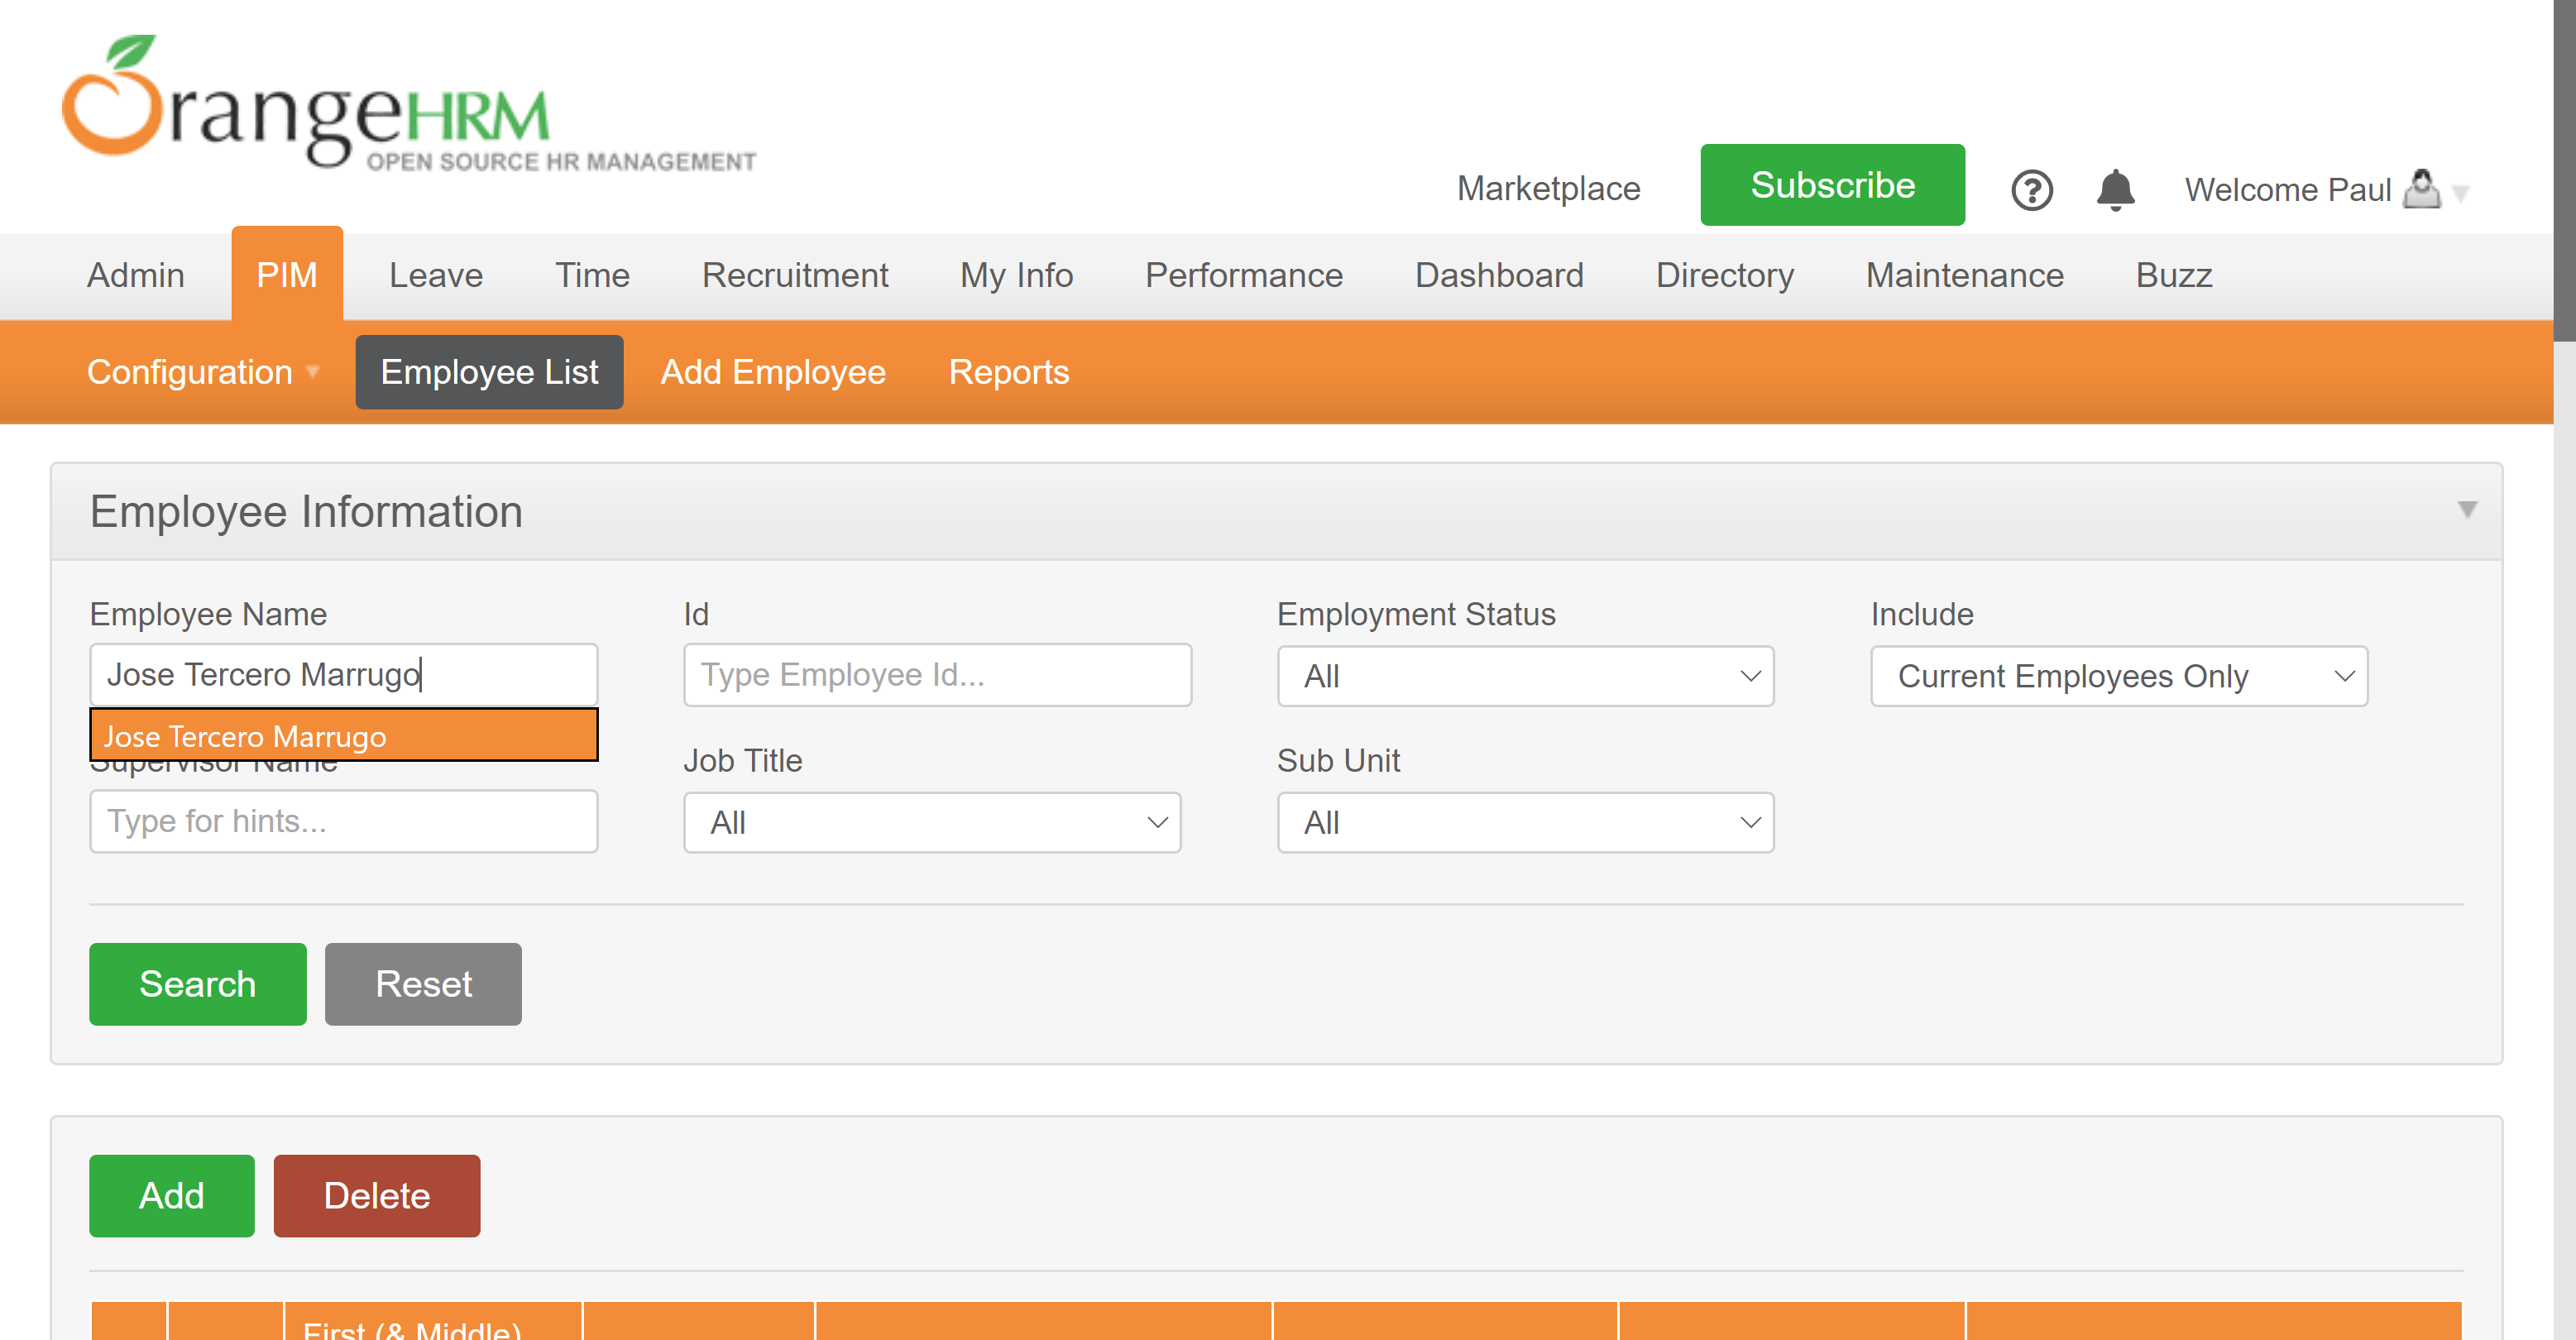 OrangeHRM
OPEN SOURCE HR MANAGEMENT
Marketplace
Subscribe
Welcome Paul
Admin
PIM
Leave
Time
Recruitment
My Info
Performance
Dashboard
Directory
Maintenance
Buzz
Configuration
Employee List
Add Employee
Reports
Employee Information
Employee Name
Id
Employment Status
Include
Jose Tercero Marrugo
Type Employee Id...
All
Current Employees Only
Jose Tercero Marrugo
Supervisor Name
Job Title
Sub Unit
Type for hints...
All
All
Search
Reset
Add
Delete
First (& Middle)